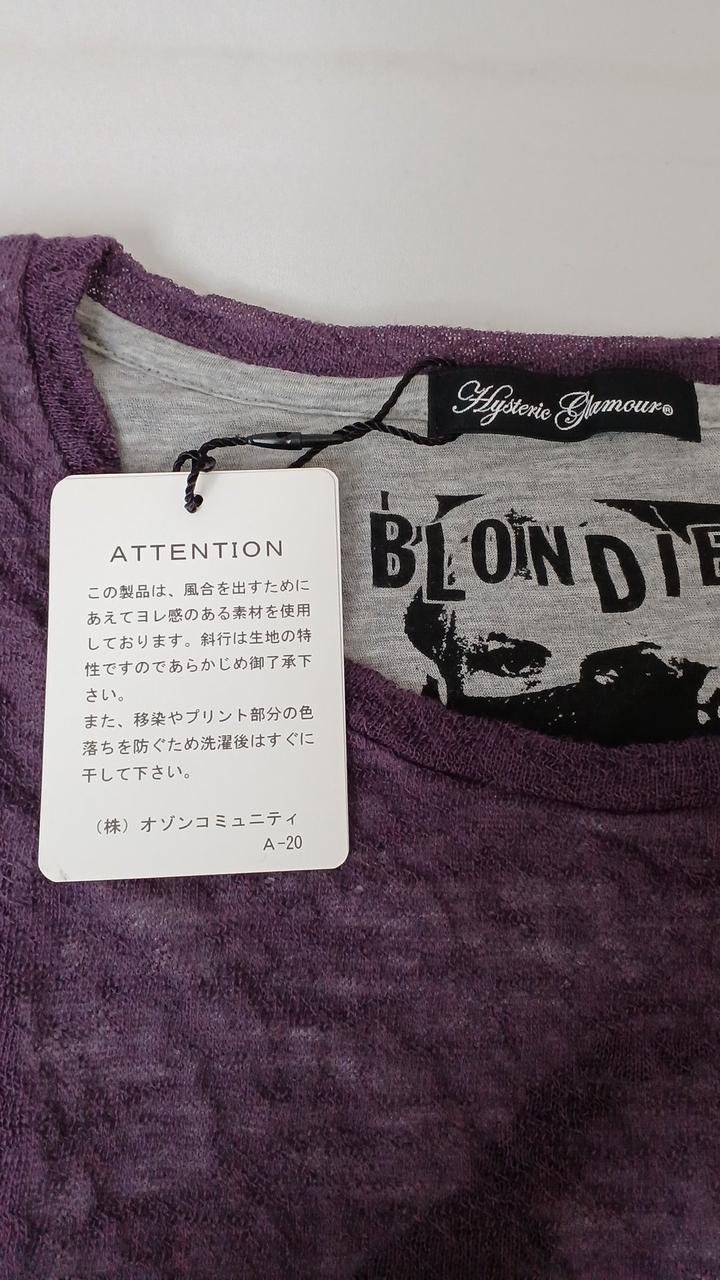 Hysteric Glamour®
BLONDIE
ATTENTION
この製品は、風合を出すために
あえてヨレ感のある素材を使用
しております。斜行は生地の特
性ですのであらかじめ御了承下
さい。
また、移染やプリント部分の色
落ちを防ぐため洗濯後はすぐに
干して下さい。
（株）オゾンコミュニティ
A-20